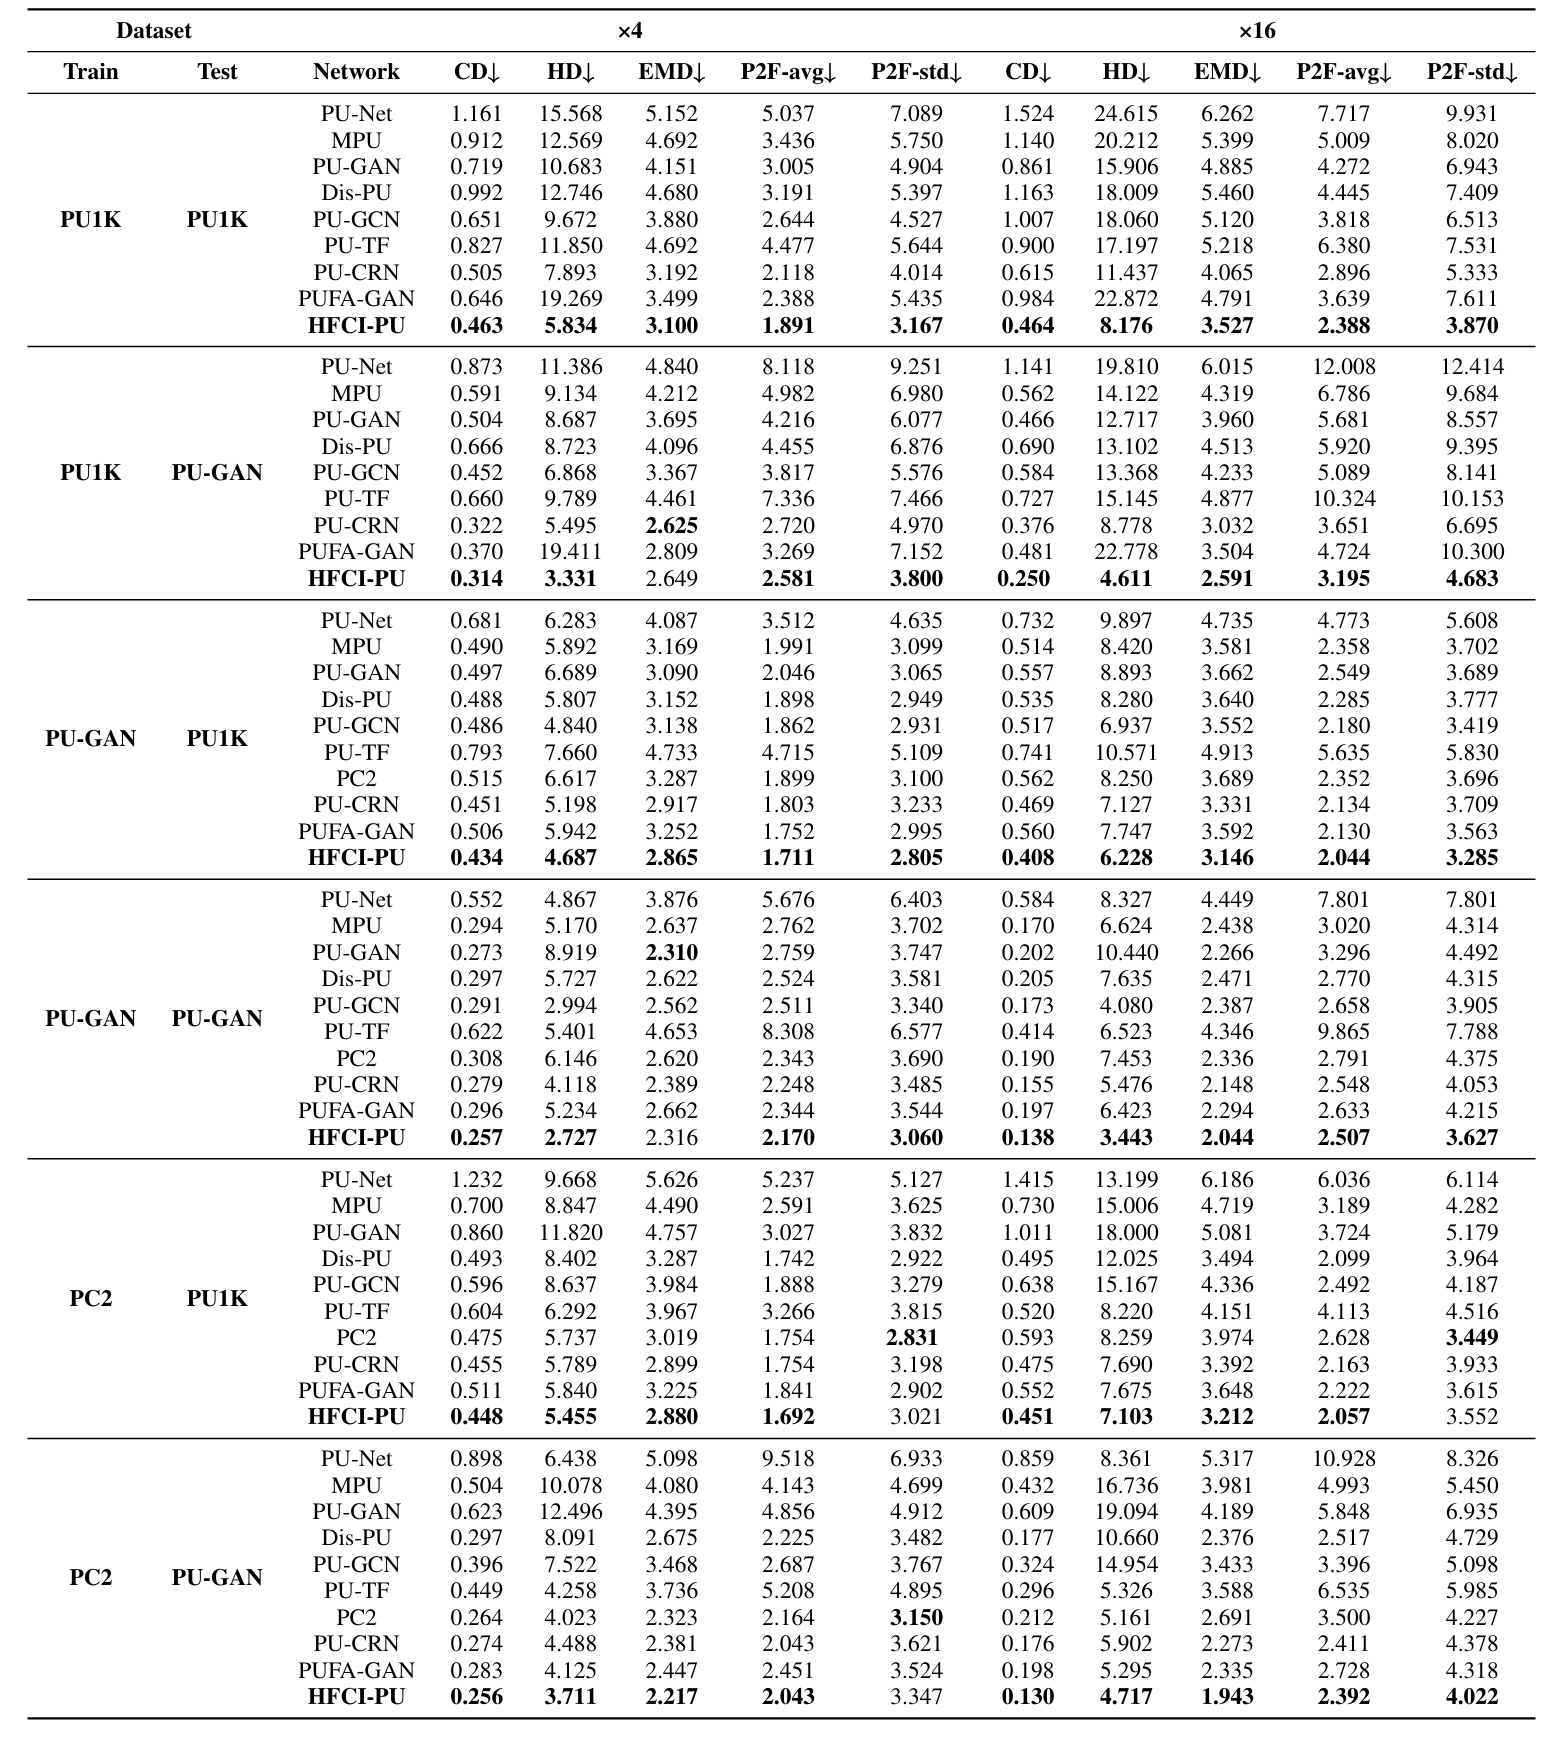 Dataset ×4 ×16
Train Test Network CD↓ HD↓ EMD↓ P2F-avg↓ P2F-std↓ CD↓ HD↓ EMD↓ P2F-avg↓ P2F-std↓
PU-Net 1.161 15.568 5.152 5.037 7.089 1.524 24.615 6.262 7.717 9.931
MPU 0.912 12.569 4.692 3.436 5.750 1.140 20.212 5.399 5.009 8.020
PU-GAN 0.719 10.683 4.151 3.005 4.904 0.861 15.906 4.885 4.272 6.943
Dis-PU 0.992 12.746 4.680 3.191 5.397 1.163 18.009 5.460 4.445 7.409
PU1K PU1K PU-GCN 0.651 9.672 3.880 2.644 4.527 1.007 18.060 5.120 3.818 6.513
PU-TF 0.827 11.850 4.692 4.477 5.644 0.900 17.197 5.218 6.380 7.531
PU-CRN 0.505 7.893 3.192 2.118 4.014 0.615 11.437 4.065 2.896 5.333
PUFA-GAN 0.646 19.269 3.499 2.388 5.435 0.984 22.872 4.791 3.639 7.611
HFCI-PU 0.463 5.834 3.100 1.891 3.167 0.464 8.176 3.527 2.388 3.870
PU-Net 0.873 11.386 4.840 8.118 9.251 1.141 19.810 6.015 12.008 12.414
MPU 0.591 9.134 4.212 4.982 6.980 0.562 14.122 4.319 6.786 9.684
PU-GAN 0.504 8.687 3.695 4.216 6.077 0.466 12.717 3.960 5.681 8.557
Dis-PU 0.666 8.723 4.096 4.455 6.876 0.690 13.102 4.513 5.920 9.395
PU1K PU-GAN PU-GCN 0.452 6.868 3.367 3.817 5.576 0.584 13.368 4.233 5.089 8.141
PU-TF 0.660 9.789 4.461 7.336 7.466 0.727 15.145 4.877 10.324 10.153
PU-CRN 0.322 5.495 2.625 2.720 4.970 0.376 8.778 3.032 3.651 6.695
PUFA-GAN 0.370 19.411 2.809 3.269 7.152 0.481 22.778 3.504 4.724 10.300
HFCI-PU 0.314 3.331 2.649 2.581 3.800 0.250 4.611 2.591 3.195 4.683
PU-Net 0.681 6.283 4.087 3.512 4.635 0.732 9.897 4.735 4.773 5.608
MPU 0.490 5.892 3.169 1.991 3.099 0.514 8.420 3.581 2.358 3.702
PU-GAN 0.497 6.689 3.090 2.046 3.065 0.557 8.893 3.662 2.549 3.689
Dis-PU 0.488 5.807 3.152 1.898 2.949 0.535 8.280 3.640 2.285 3.777
PU-GCN 0.486 4.840 3.138 1.862 2.931 0.517 6.937 3.552 2.180 3.419
PU-GAN PU1K
PU-TF 0.793 7.660 4.733 4.715 5.109 0.741 10.571 4.913 5.635 5.830
PC2 0.515 6.617 3.287 1.899 3.100 0.562 8.250 3.689 2.352 3.696
PU-CRN 0.451 5.198 2.917 1.803 3.233 0.469 7.127 3.331 2.134 3.709
PUFA-GAN 0.506 5.942 3.252 1.752 2.995 0.560 7.747 3.592 2.130 3.563
HFCI-PU 0.434 4.687 2.865 1.711 2.805 0.408 6.228 3.146 2.044 3.285
PU-Net 0.552 4.867 3.876 5.676 6.403 0.584 8.327 4.449 7.801 7.801
MPU 0.294 5.170 2.637 2.762 3.702 0.170 6.624 2.438 3.020 4.314
PU-GAN 0.273 8.919 2.310 2.759 3.747 0.202 10.440 2.266 3.296 4.492
Dis-PU 0.297 5.727 2.622 2.524 3.581 0.205 7.635 2.471 2.770 4.315
PU-GCN 0.291 2.994 2.562 2.511 3.340 0.173 4.080 2.387 2.658 3.905
PU-GAN PU-GAN
PU-TF 0.622 5.401 4.653 8.308 6.577 0.414 6.523 4.346 9.865 7.788
PC2 0.308 6.146 2.620 2.343 3.690 0.190 7.453 2.336 2.791 4.375
PU-CRN 0.279 4.118 2.389 2.248 3.485 0.155 5.476 2.148 2.548 4.053
PUFA-GAN 0.296 5.234 2.662 2.344 3.544 0.197 6.423 2.294 2.633 4.215
HFCI-PU 0.257 2.727 2.316 2.170 3.060 0.138 3.443 2.044 2.507 3.627
PU-Net 1.232 9.668 5.626 5.237 5.127 1.415 13.199 6.186 6.036 6.114
MPU 0.700 8.847 4.490 2.591 3.625 0.730 15.006 4.719 3.189 4.282
PU-GAN 0.860 11.820 4.757 3.027 3.832 1.011 18.000 5.081 3.724 5.179
Dis-PU 0.493 8.402 3.287 1.742 2.922 0.495 12.025 3.494 2.099 3.964
PU-GCN 0.596 8.637 3.984 1.888 3.279 0.638 15.167 4.336 2.492 4.187
PC2 PU1K
PU-TF 0.604 6.292 3.967 3.266 3.815 0.520 8.220 4.151 4.113 4.516
PC2 0.475 5.737 3.019 1.754 2.831 0.593 8.259 3.974 2.628 3.449
PU-CRN 0.455 5.789 2.899 1.754 3.198 0.475 7.690 3.392 2.163 3.933
PUFA-GAN 0.511 5.840 3.225 1.841 2.902 0.552 7.675 3.648 2.222 3.615
HFCI-PU 0.448 5.455 2.880 1.692 3.021 0.451 7.103 3.212 2.057 3.552
PU-Net 0.898 6.438 5.098 9.518 6.933 0.859 8.361 5.317 10.928 8.326
MPU 0.504 10.078 4.080 4.143 4.699 0.432 16.736 3.981 4.993 5.450
PU-GAN 0.623 12.496 4.395 4.856 4.912 0.609 19.094 4.189 5.848 6.935
Dis-PU 0.297 8.091 2.675 2.225 3.482 0.177 10.660 2.376 2.517 4.729
PU-GCN 0.396 7.522 3.468 2.687 3.767 0.324 14.954 3.433 3.396 5.098
PC2 PU-GAN
PU-TF 0.449 4.258 3.736 5.208 4.895 0.296 5.326 3.588 6.535 5.985
PC2 0.264 4.023 2.323 2.164 3.150 0.212 5.161 2.691 3.500 4.227
PU-CRN 0.274 4.488 2.381 2.043 3.621 0.176 5.902 2.273 2.411 4.378
PUFA-GAN 0.283 4.125 2.447 2.451 3.524 0.198 5.295 2.335 2.728 4.318
HFCI-PU 0.256 3.711 2.217 2.043 3.347 0.130 4.717 1.943 2.392 4.022